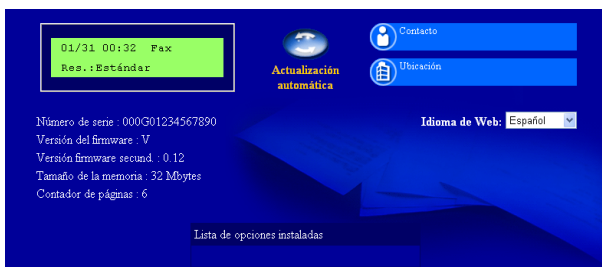 01/31 00:32 Fax
Res.:Estándar
Actualización
automática
Contacto
Ubicación
Número de serie : 000G01234567890
Versión del firmware : V
Versión firmware secund. : 0.12
Tamaño de la memoria : 32 Mbytes
Contador de páginas : 6
Idioma de Web: Español
Lista de opciones instaladas